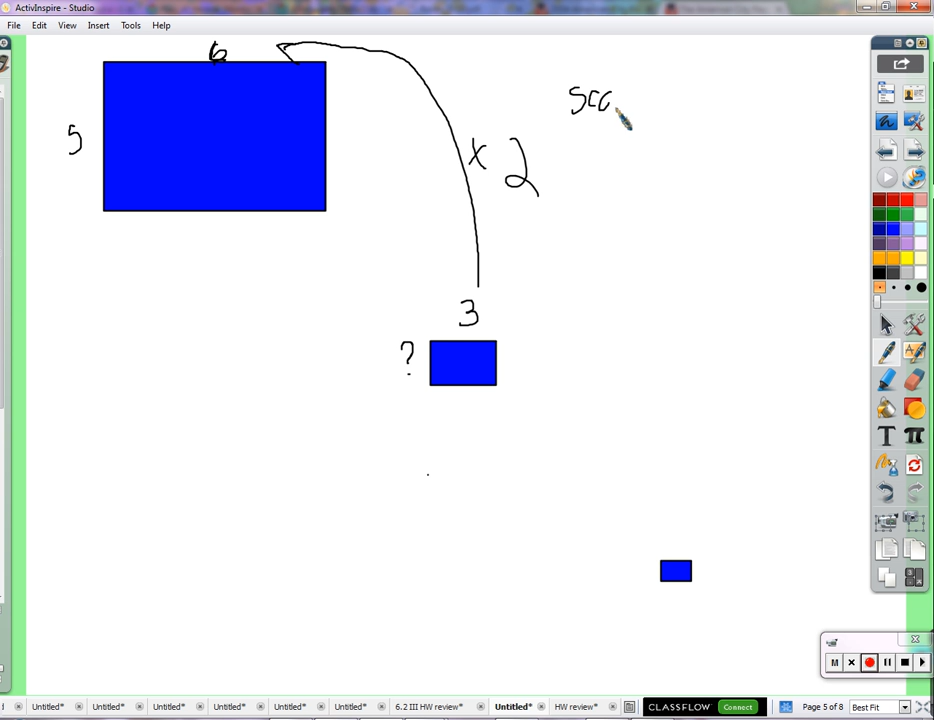 ActivInspire - Studio
File Edit View Insert Tools Help
6
5
x 2
Sca
3
?
Untitled* Untitled* Untitled* Untitled* Untitled* Untitled* 6.2 III HW review* Untitled* HW review* CLASSFLOW Connect Page 5 of 8 Best Fit
M